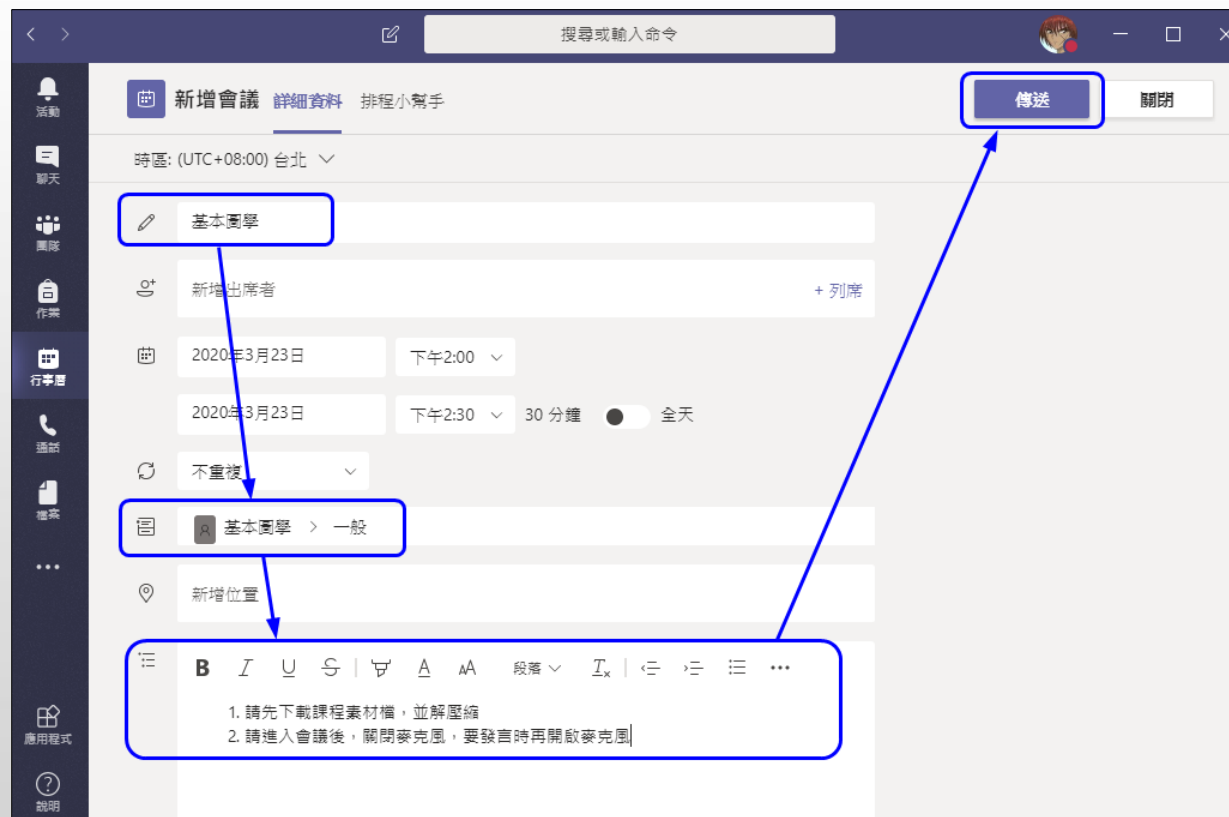 搜尋或輸入命令
活動
聊天
團隊
作業
行事曆
通話
檔案
應用程式
說明
新增會議 詳細資料 排程小幫手
傳送 關閉
時區: (UTC+08:00) 台北
基本圖學
新增出席者 + 列席
2020年3月23日 下午2:00
2020年3月23日 下午2:30 30 分鐘 全天
不重複
基本圖學 > 一般
新增位置
B I U S A AA 段落 Tx
1. 請先下載課程素材檔，並解壓縮
2. 請進入會議後，關閉麥克風，要發言時再開啟麥克風